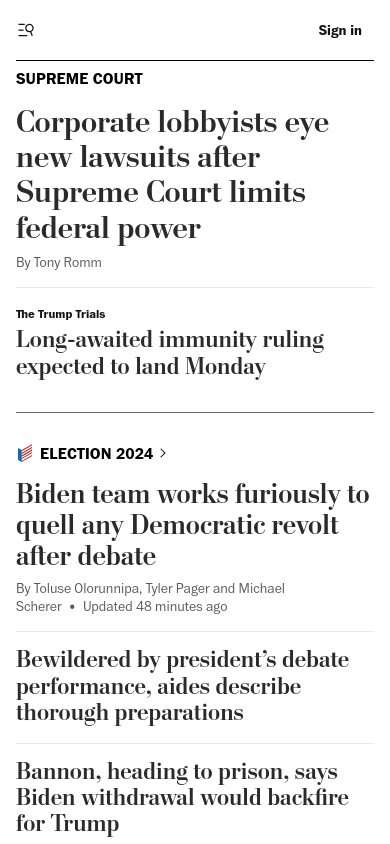 Sign in
SUPREME COURT
Corporate lobbyists eye
new lawsuits after
Supreme Court limits
federal power
By Tony Romm
The Trump Trials
Long-awaited immunity ruling
expected to land Monday
ELECTION 2024
Biden team works furiously to
quell any Democratic revolt
after debate
By Toluse Olorunnipa, Tyler Pager and Michael
Scherer • Updated 48 minutes ago
Bewildered by president’s debate
performance, aides describe
thorough preparations
Bannon, heading to prison, says
Biden withdrawal would backfire
for Trump